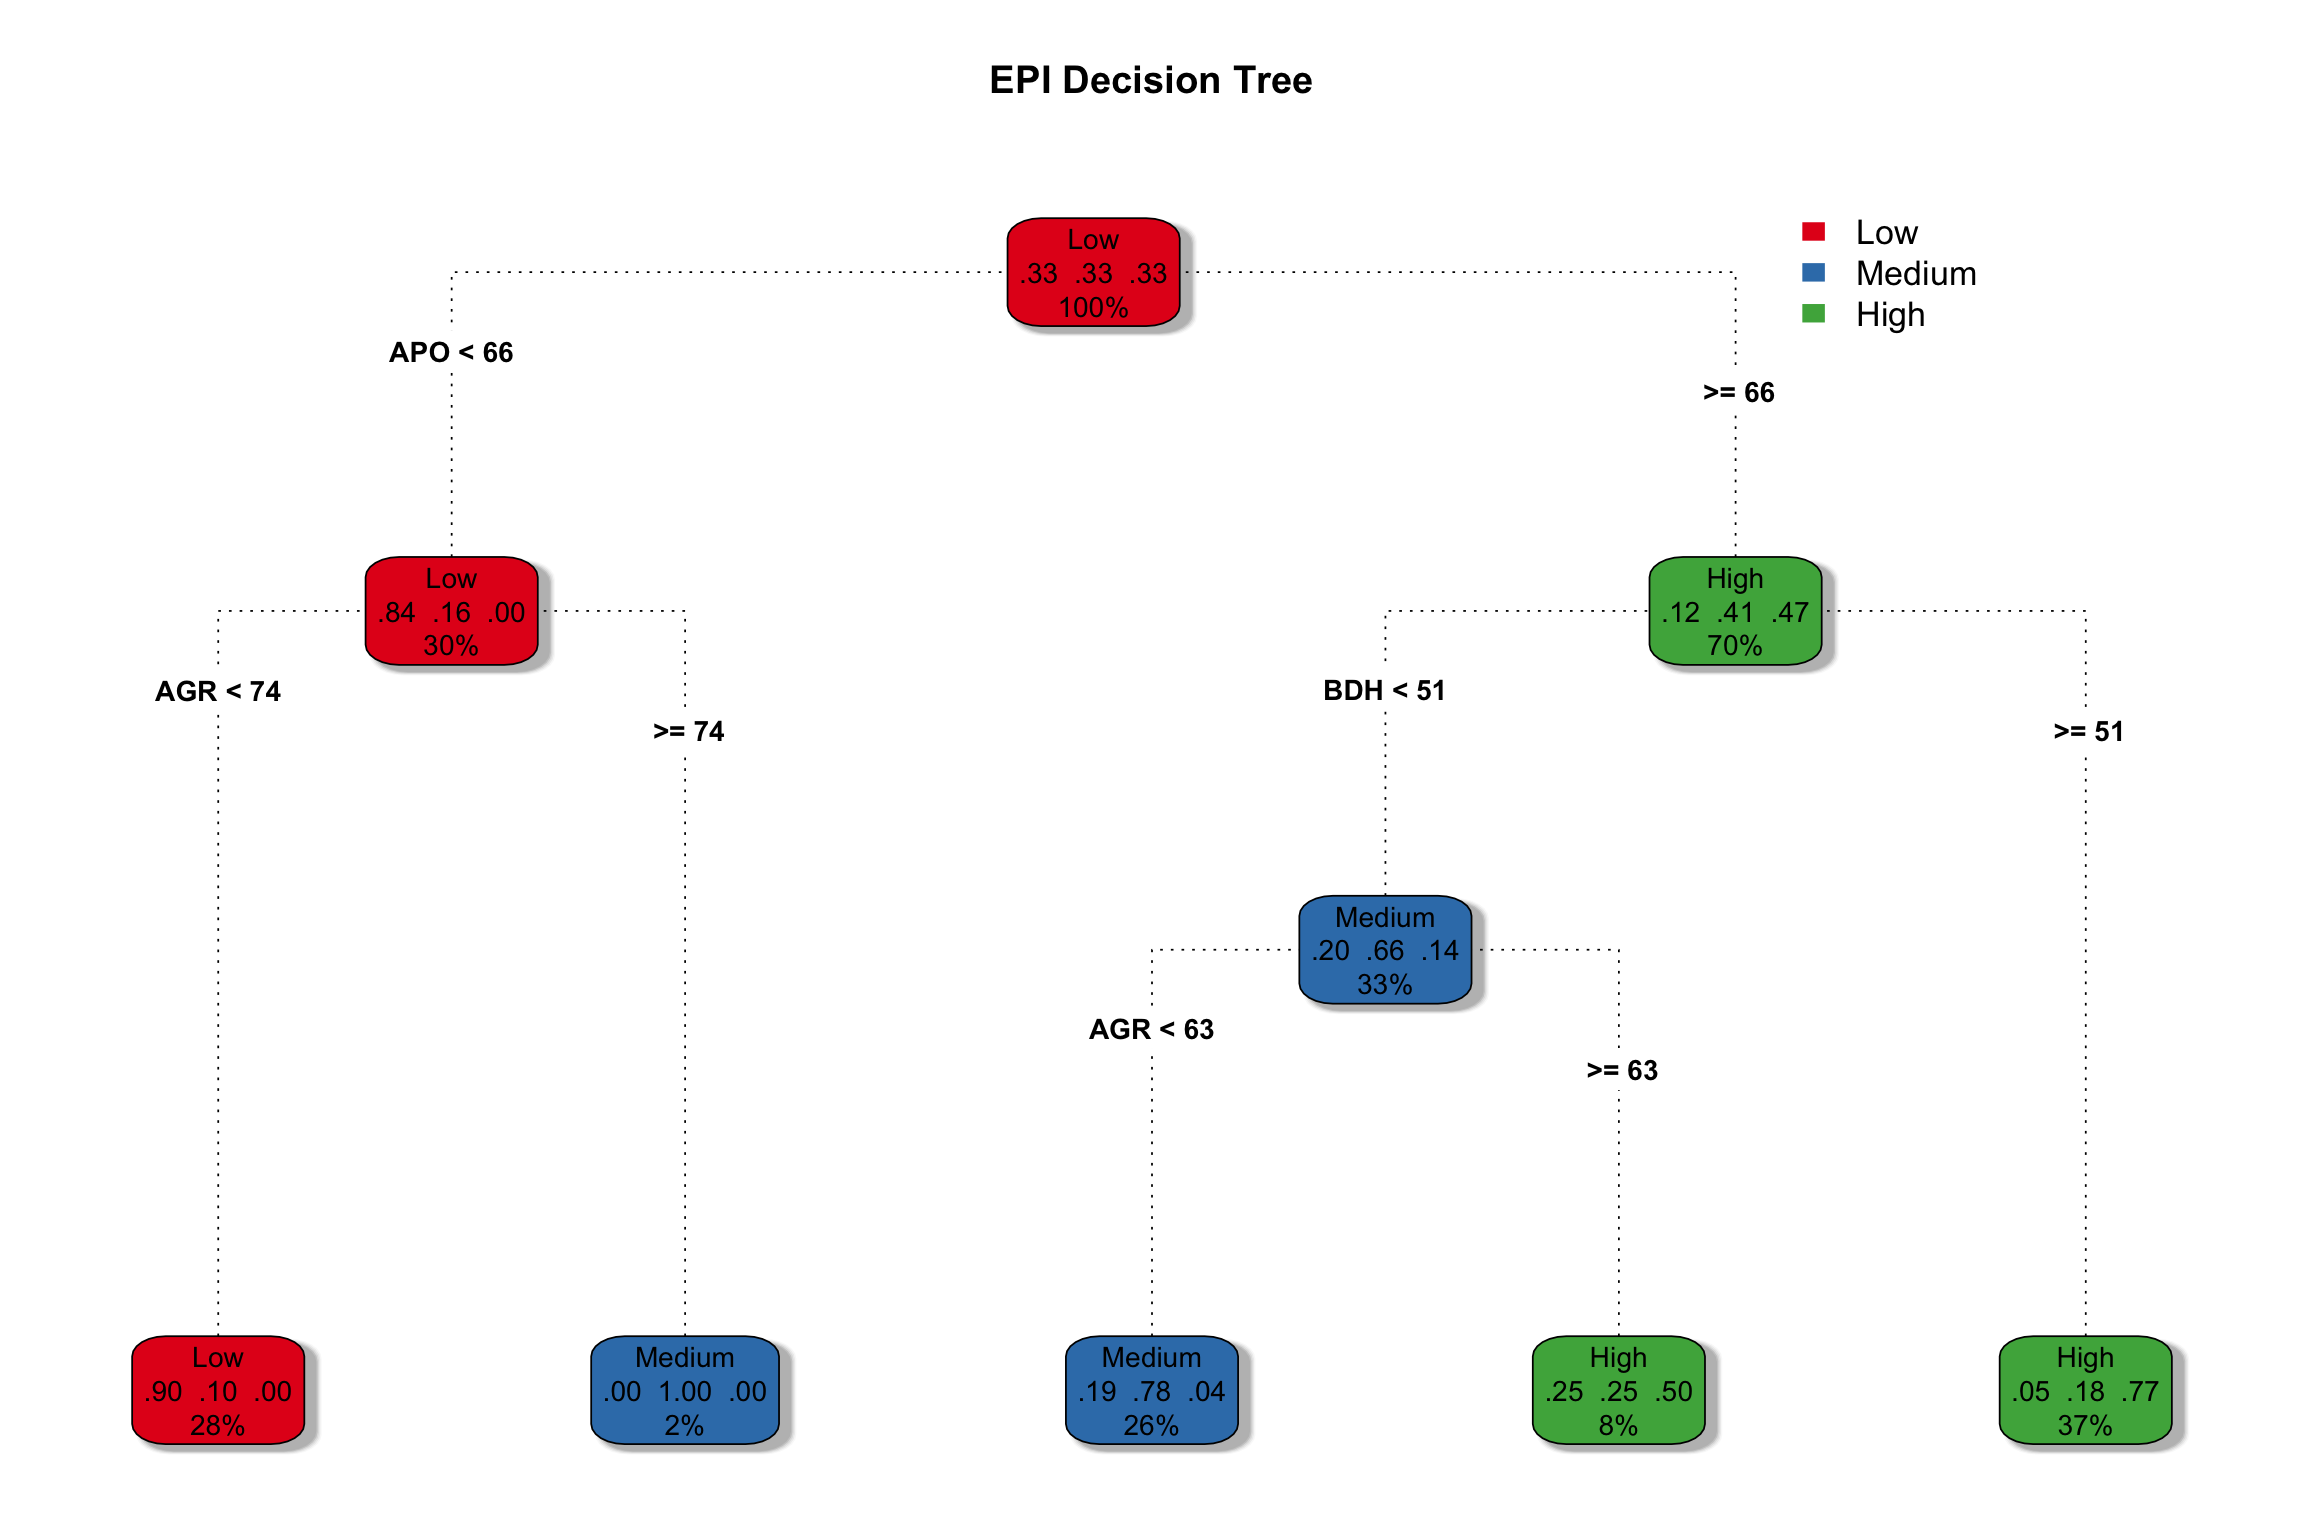 EPI Decision Tree
Low
.33 .33 .33
100%
Low
Medium
High
APO < 66
>= 66
Low
.84 .16 .00
30%
High
.12 .41 .47
70%
AGR < 74
>= 74
BDH < 51
>= 51
Medium
.20 .66 .14
33%
AGR < 63
>= 63
Low
.90 .10 .00
28%
Medium
.00 1.00 .00
2%
Medium
.19 .78 .04
26%
High
.25 .25 .50
8%
High
.05 .18 .77
37%